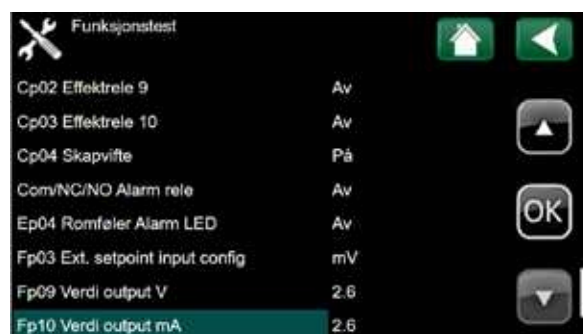 Funksjonstest
Cp02 Effektrele 9 Av
Cp03 Effektrele 10 Av
Cp04 Skapvifte På
Com/NC/NO Alarm rele Av
Ep04 Romføler Alarm LED Av
Fp03 Ext. setpoint input config mV
Fp09 Verdi output V 2.6
Fp10 Verdi output mA 2.6
OK